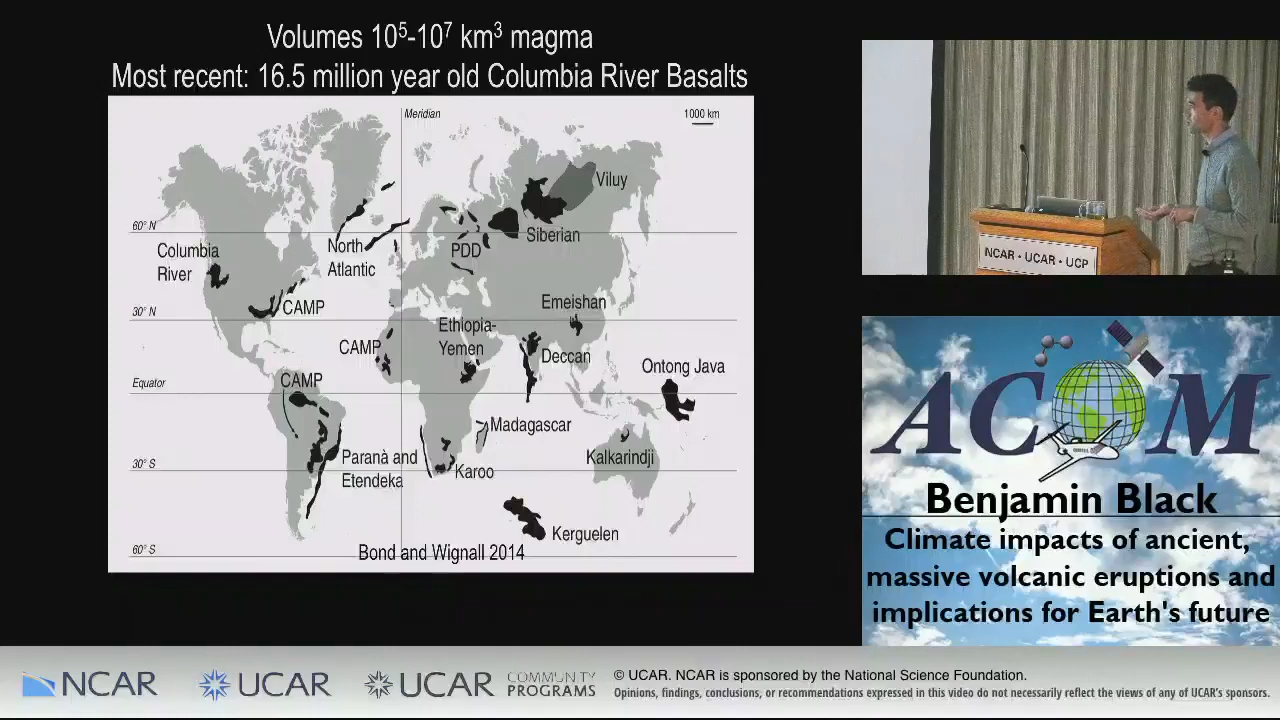 Volumes 10⁵-10⁷ km³ magma
Most recent: 16.5 million year old Columbia River Basalts
Meridian
1000 km
Viluy
60° N
Siberian
North
Atlantic
PDD
Columbia
River
CAMP
30° N
Emeishan
Ethiopia-
Yemen
CAMP
Deccan
Ontong Java
Equator
CAMP
Madagascar
Paraná and
Etendeka
Karoo
Kalkarindji
30° S
Kerguelen
60° S
Bond and Wignall 2014
NCAR • UCAR • UCP
ACOM
Benjamin Black
Climate impacts of ancient,
massive volcanic eruptions and
implications for Earth's future
NCAR
UCAR
UCAR
COMMUNITY
PROGRAMS
© UCAR. NCAR is sponsored by the National Science Foundation.
Opinions, findings, conclusions, or recommendations expressed in this video do not necessarily reflect the views of any of UCAR's sponsors.